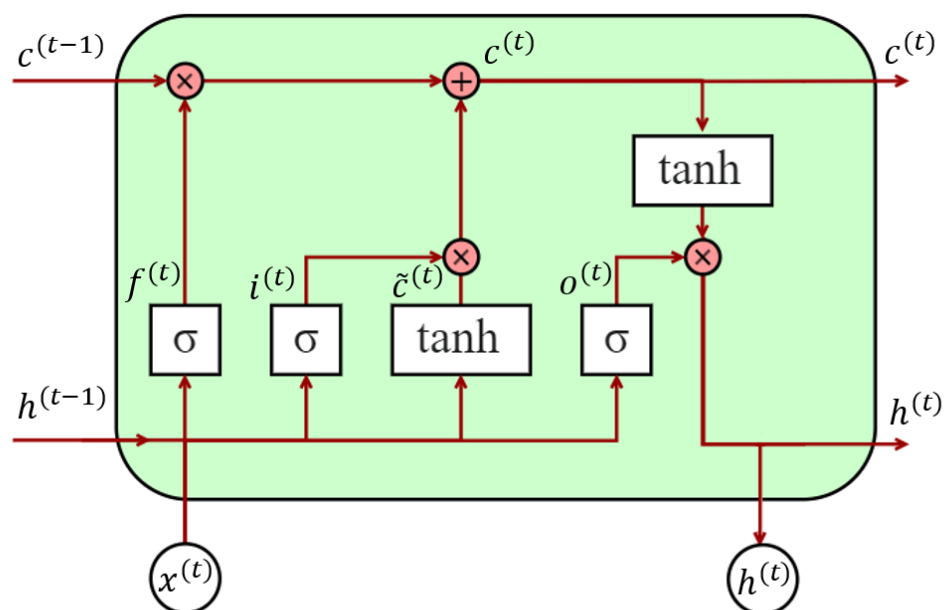 c^(t−1)
c^(t)
c^(t)
×
+
tanh
×
×
f^(t)
i^(t)
c̃^(t)
o^(t)
σ
σ
tanh
σ
h^(t−1)
h^(t)
x^(t)
h^(t)